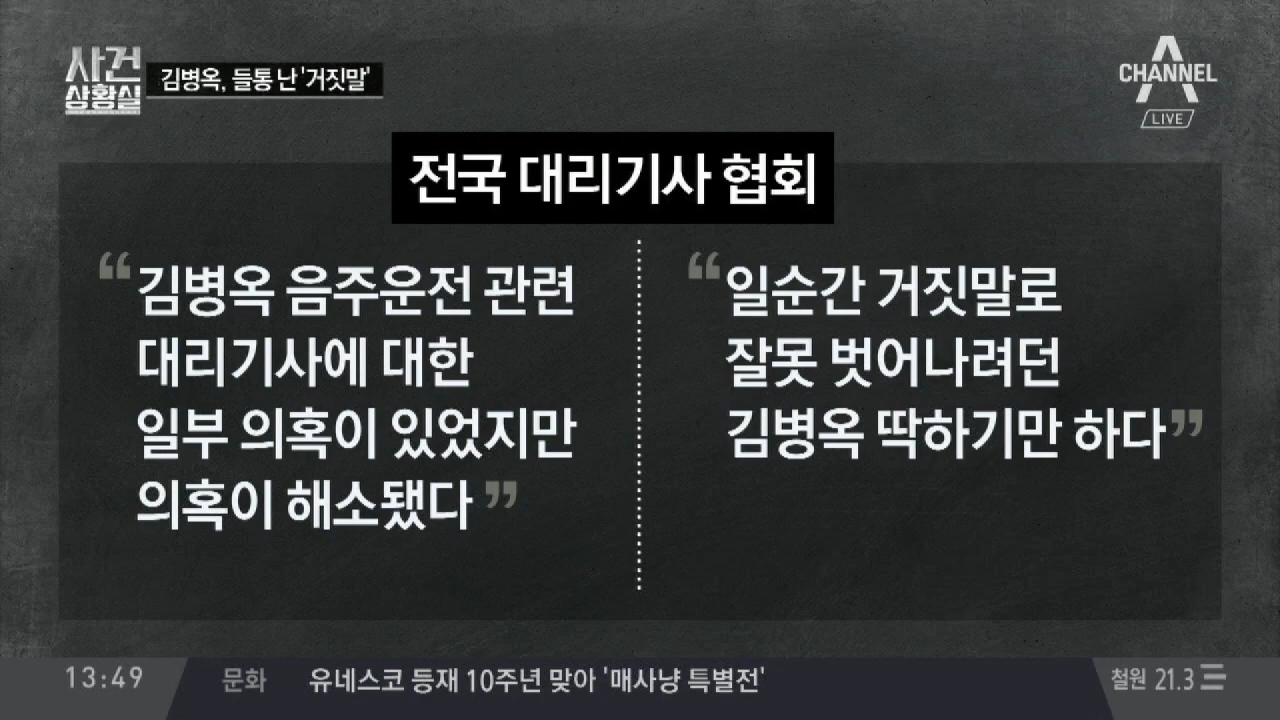 사건
상황실
김병옥, 들통 난 '거짓말'
CHANNEL
A
LIVE
전국 대리기사 협회
“김병옥 음주운전 관련
대리기사에 대한
일부 의혹이 있었지만
의혹이 해소됐다”
“일순간 거짓말로
잘못 벗어나려던
김병옥 딱하기만 하다”
13:49
문화 유네스코 등재 10주년 맞아 '매사냥 특별전'
철원 21.3